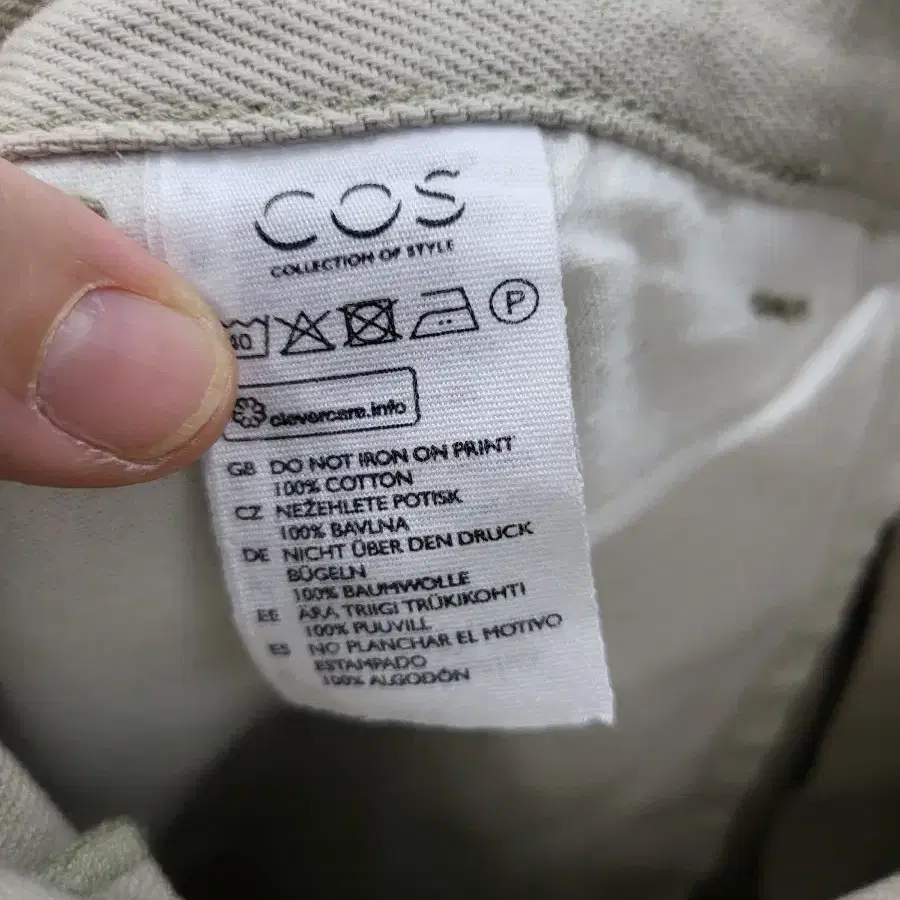 COS
COLLECTION OF STYLE
40
P
clevercare.info
GB DO NOT IRON ON PRINT
100% COTTON
CZ NEŽEHLETE POTISK
100% BAVLNA
DE NICHT ÜBER DEN DRUCK
BÜGELN
100% BAUMWOLLE
EE ÄRA TRIIGI TRÜKIKOHTI
100% PUUVILL
ES NO PLANCHAR EL MOTIVO
ESTAMPADO
100% ALGODÓN